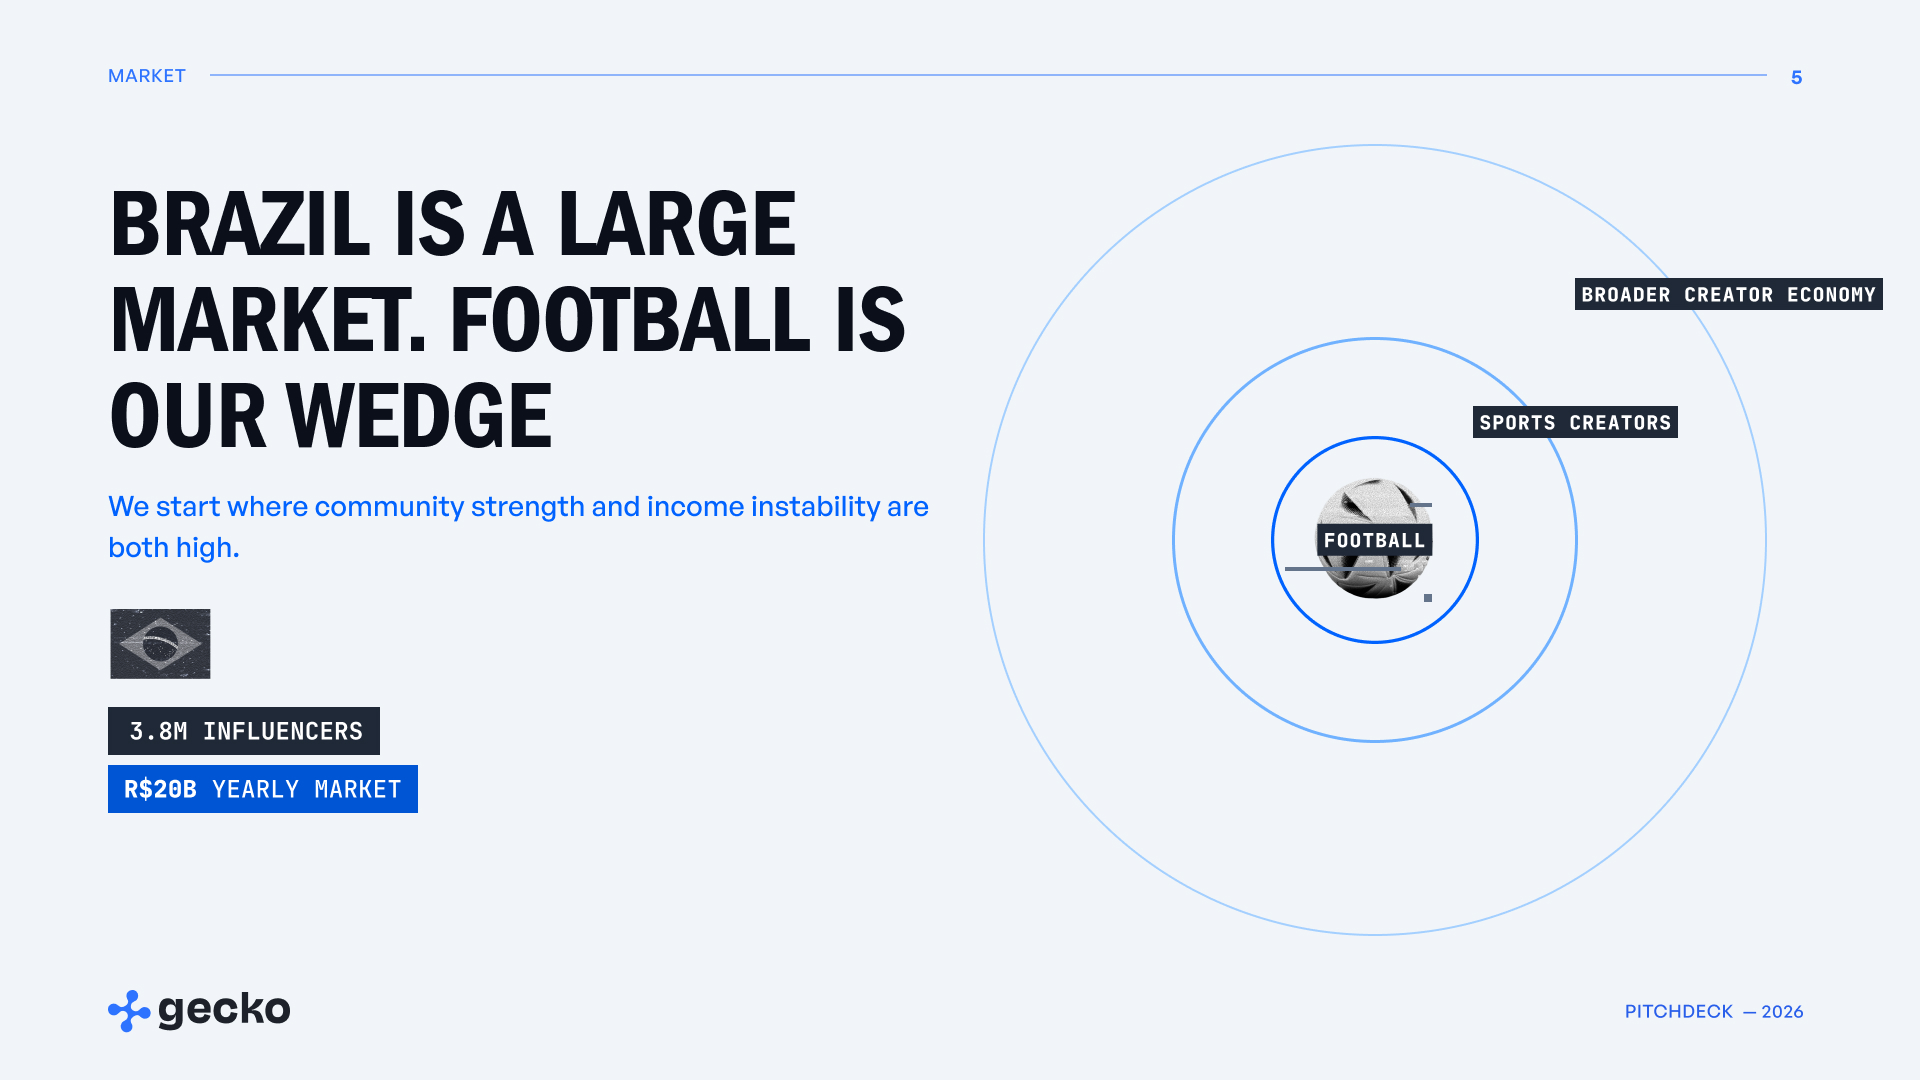 MARKET
5
BRAZIL IS A LARGE
MARKET. FOOTBALL IS
OUR WEDGE
We start where community strength and income instability are
both high.
3.8M INFLUENCERS
R$20B YEARLY MARKET
BROADER CREATOR ECONOMY
SPORTS CREATORS
FOOTBALL
gecko
PITCHDECK — 2026